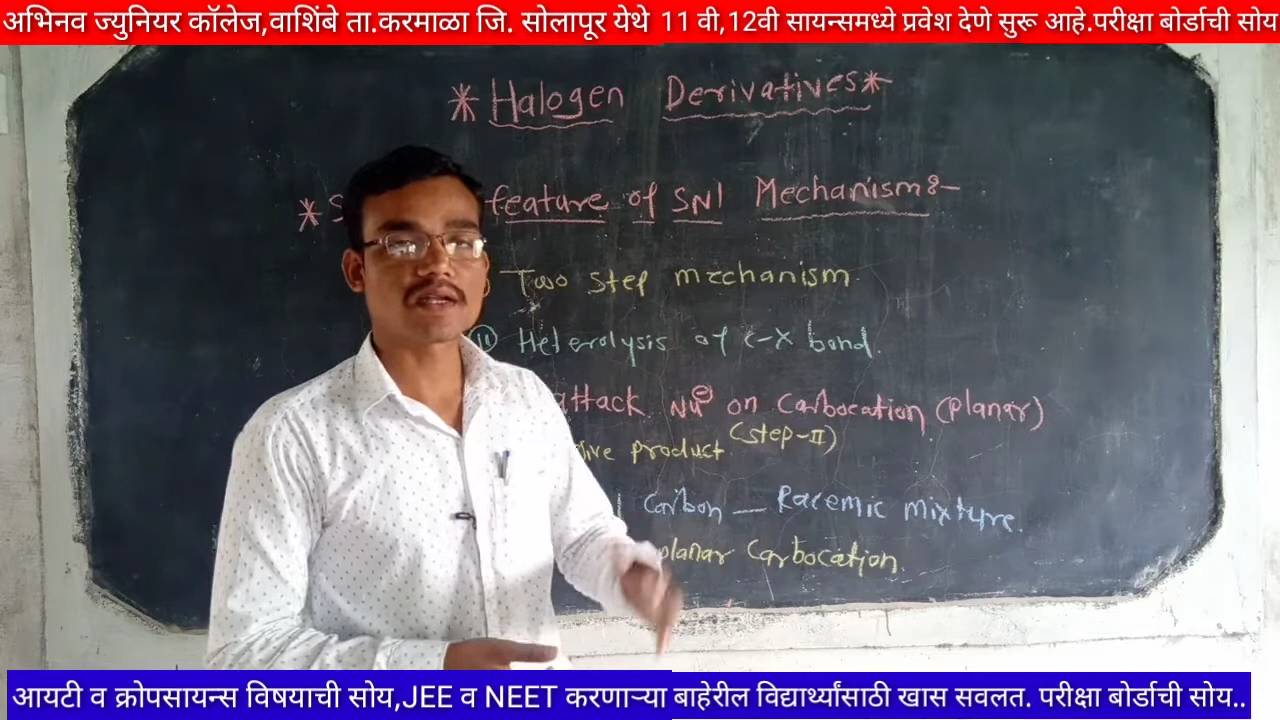 अभिनव ज्युनियर कॉलेज,वाशिंबे ता.करमाळा जि. सोलापूर येथे 11 वी,12वी सायन्समध्ये प्रवेश देणे सुरू आहे.परीक्षा बोर्डाची सोय
* Halogen Derivatives *
* S feature of SN1 Mechanism:-
Two step mechanism
(II) Heterolysis of C-X bond.
attack Nu⊖ on Carbocation (planar)
product (step-II)
Carbon — Racemic mixture.
planar Carbocation.
आयटी व क्रोपसायन्स विषयाची सोय,JEE व NEET करणाऱ्या बाहेरील विद्यार्थ्यांसाठी खास सवलत. परीक्षा बोर्डाची सोय..